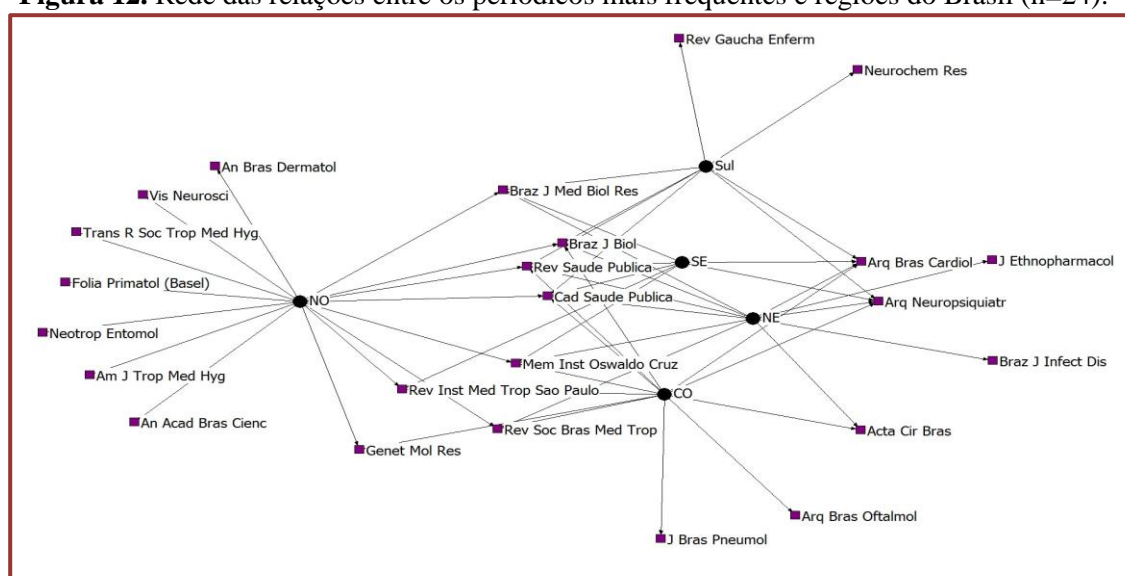 Figura 12. Rede das relações entre os periódicos mais frequentes e regiões do Brasil (n=24).
Rev Gaucha Enferm
Neurochem Res
An Bras Dermatol
Sul
Vis Neurosci
Braz J Med Biol Res
Trans R Soc Trop Med Hyg
Braz J Biol
Rev Saude Publica
SE
Arq Bras Cardiol
J Ethnopharmacol
Folia Primatol (Basel)
NO
Cad Saude Publica
Arq Neuropsiquiatr
NE
Neotrop Entomol
Mem Inst Oswaldo Cruz
Braz J Infect Dis
Am J Trop Med Hyg
Rev Inst Med Trop Sao Paulo
CO
An Acad Bras Cienc
Rev Soc Bras Med Trop
Acta Cir Bras
Genet Mol Res
Arq Bras Oftalmol
J Bras Pneumol